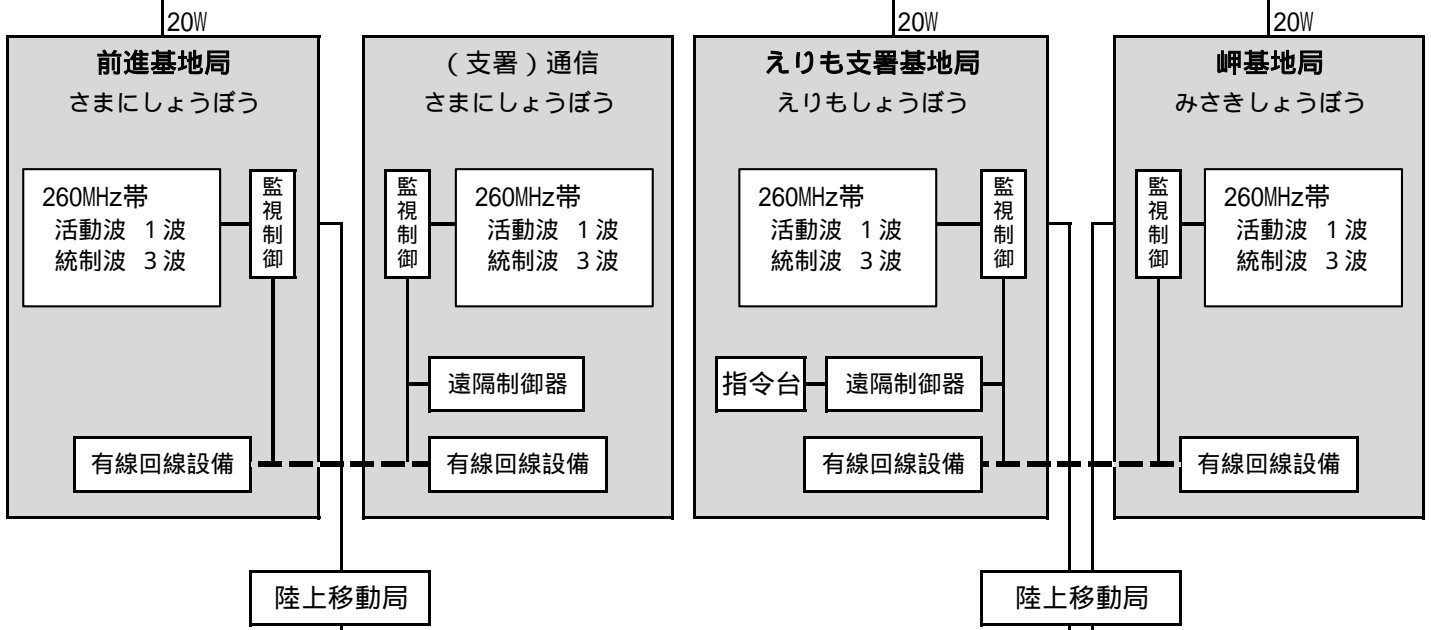 20W
前進基地局
さまにしょうぼう
260MHz帯
活動波 1波
統制波 3波
監視制御
有線回線設備
(支署)通信
さまにしょうぼう
監視制御
260MHz帯
活動波 1波
統制波 3波
遠隔制御器
有線回線設備
陸上移動局
20W
えりも支署基地局
えりもしょうぼう
260MHz帯
活動波 1波
統制波 3波
監視制御
指令台
遠隔制御器
有線回線設備
20W
岬基地局
みさきしょうぼう
監視制御
260MHz帯
活動波 1波
統制波 3波
有線回線設備
陸上移動局